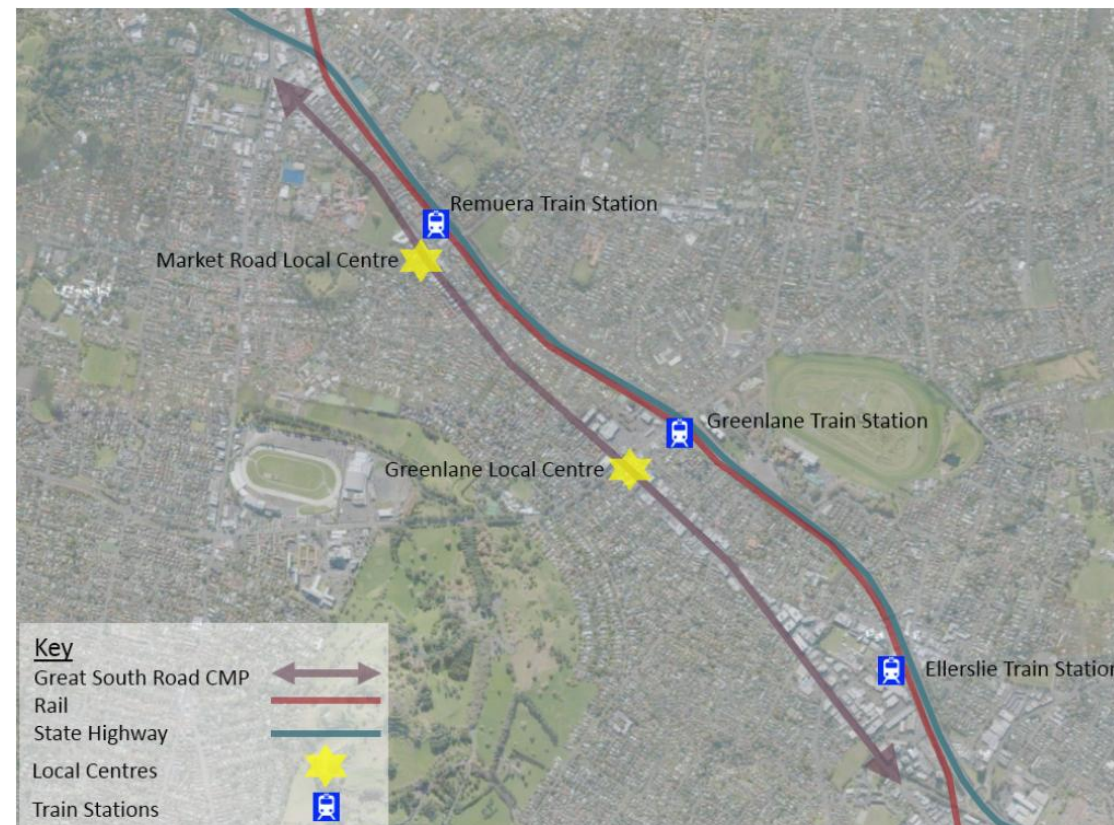 Remuera Train Station
Market Road Local Centre
Greenlane Train Station
Greenlane Local Centre
Ellerslie Train Station
Key
Great South Road CMP
Rail
State Highway
Local Centres
Train Stations